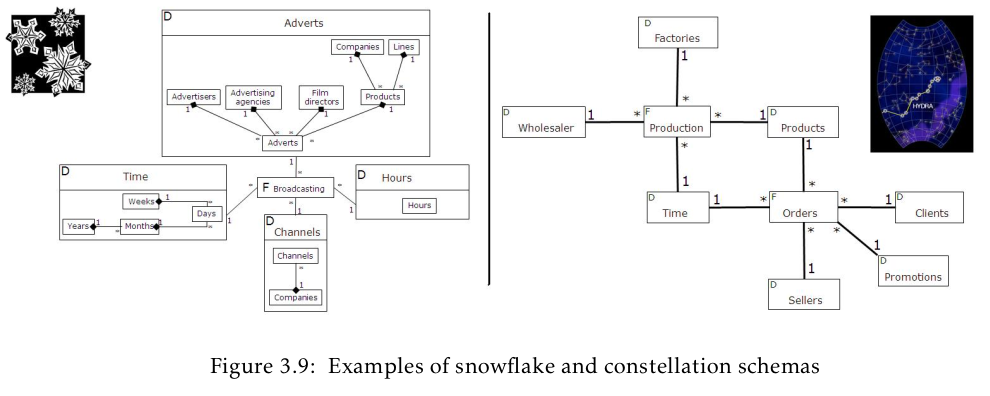 D
Adverts
Companies
Lines
1
1
*
*
Advertisers
Advertising
agencies
Film
directors
Products
1
1
1
1
*
*
*
*
Adverts
1
*
D
Time
Weeks
1
*
Days
Years
1
*
Months
1
*
*
1
F Broadcasting
*
*
1
1
D
Hours
Hours
D
Channels
Channels
*
1
Companies
D
Factories
1
*
D
Wholesaler
1
*
F
Production
*
1
D
Products
*
1
1
*
D
Time
1
*
F
Orders
*
1
D
Clients
*
*
1
1
D
Promotions
D
Sellers
HYDRA
Figure 3.9: Examples of snowflake and constellation schemas